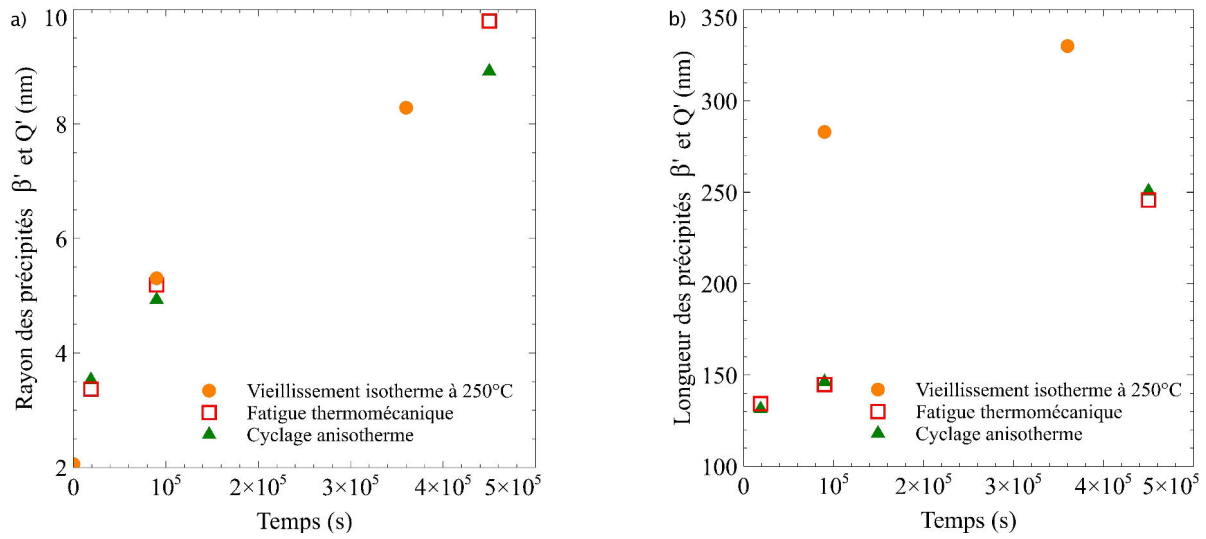 a)
10
8
6
4
2
Rayon des précipités β' et Q' (nm)
Vieillissement isotherme à 250°C
Fatigue thermomécanique
Cyclage anisotherme
0
10⁵
2×10⁵
3×10⁵
4×10⁵
5×10⁵
Temps (s)
b)
350
300
250
200
150
100
Longueur des précipités β' et Q' (nm)
Vieillissement isotherme à 250°C
Fatigue thermomécanique
Cyclage anisotherme
0
10⁵
2×10⁵
3×10⁵
4×10⁵
5×10⁵
Temps (s)